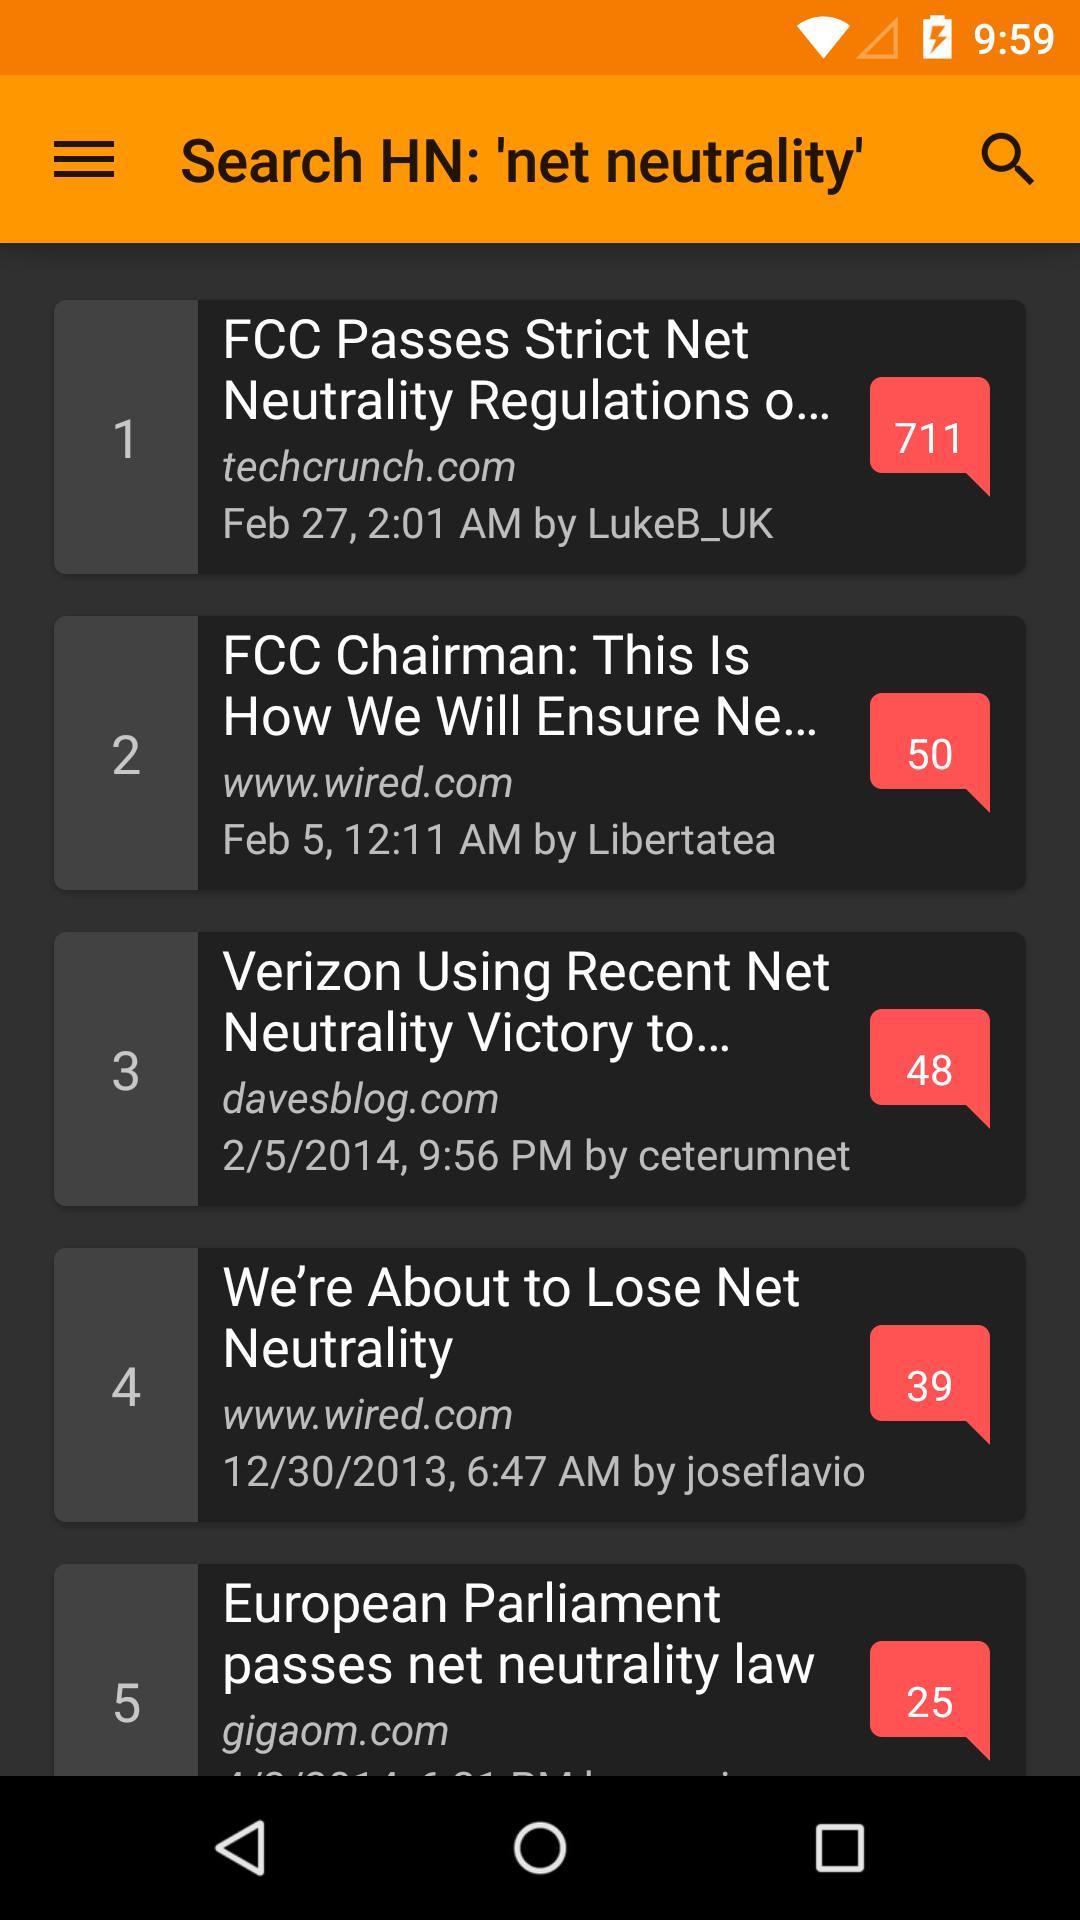 9:59
Search HN: 'net neutrality'
1
FCC Passes Strict Net
Neutrality Regulations o...
techcrunch.com
Feb 27, 2:01 AM by LukeB_UK
711
2
FCC Chairman: This Is
How We Will Ensure Ne...
www.wired.com
Feb 5, 12:11 AM by Libertatea
50
3
Verizon Using Recent Net
Neutrality Victory to...
davesblog.com
2/5/2014, 9:56 PM by ceterumnet
48
4
We’re About to Lose Net
Neutrality
www.wired.com
12/30/2013, 6:47 AM by joseflavio
39
5
European Parliament
passes net neutrality law
gigaom.com
25